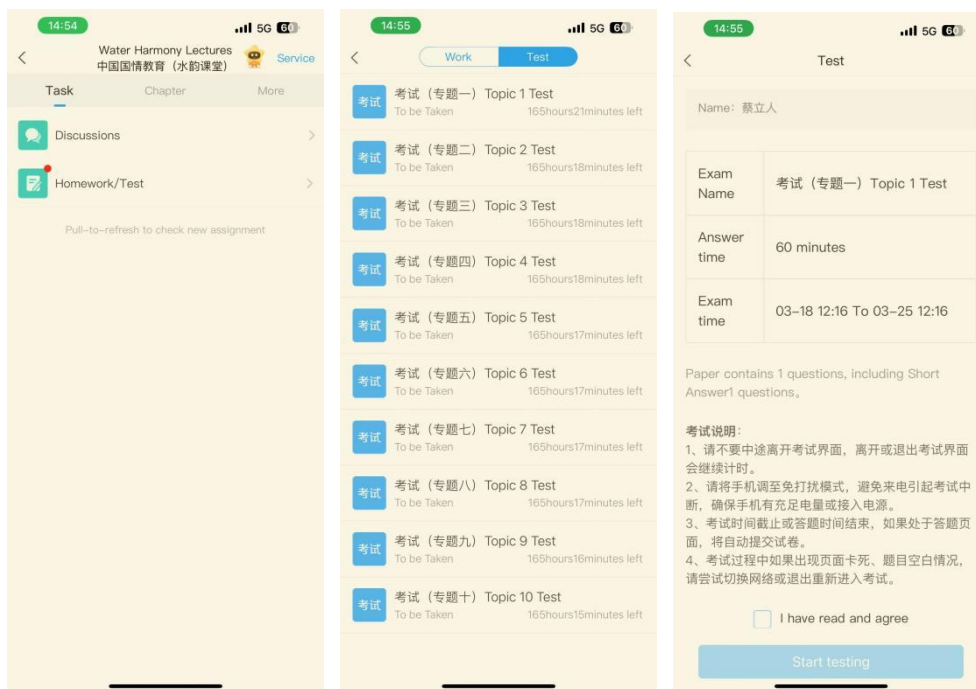 14:54
5G 60
Water Harmony Lectures
中国国情教育（水韵课堂）
Service
Task
Chapter
More
Discussions
Homework/Test
Pull-to-refresh to check new assignment
14:55
5G 60
Work
Test
考试
考试（专题一）Topic 1 Test
To be Taken
165hours21minutes left
考试
考试（专题二）Topic 2 Test
To be Taken
165hours18minutes left
考试
考试（专题三）Topic 3 Test
To be Taken
165hours18minutes left
考试
考试（专题四）Topic 4 Test
To be Taken
165hours18minutes left
考试
考试（专题五）Topic 5 Test
To be Taken
165hours17minutes left
考试
考试（专题六）Topic 6 Test
To be Taken
165hours17minutes left
考试
考试（专题七）Topic 7 Test
To be Taken
165hours17minutes left
考试
考试（专题八）Topic 8 Test
To be Taken
165hours17minutes left
考试
考试（专题九）Topic 9 Test
To be Taken
165hours16minutes left
考试
考试（专题十）Topic 10 Test
To be Taken
165hours15minutes left
14:55
5G 60
Test
Name：蔡立人
Exam
Name
考试（专题一）Topic 1 Test
Answer
time
60 minutes
Exam
time
03-18 12:16 To 03-25 12:16
Paper contains 1 questions, including Short
Answer1 questions。
考试说明：
1、请不要中途离开考试界面，离开或退出考试界面
会继续计时。
2、请将手机调至免打扰模式，避免来电引起考试中
断，确保手机有充足电量或接入电源。
3、考试时间截止或答题时间结束，如果处于答题页
面，将自动提交试卷。
4、考试过程中如果出现页面卡死、题目空白情况，
请尝试切换网络或退出重新进入考试。
I have read and agree
Start testing